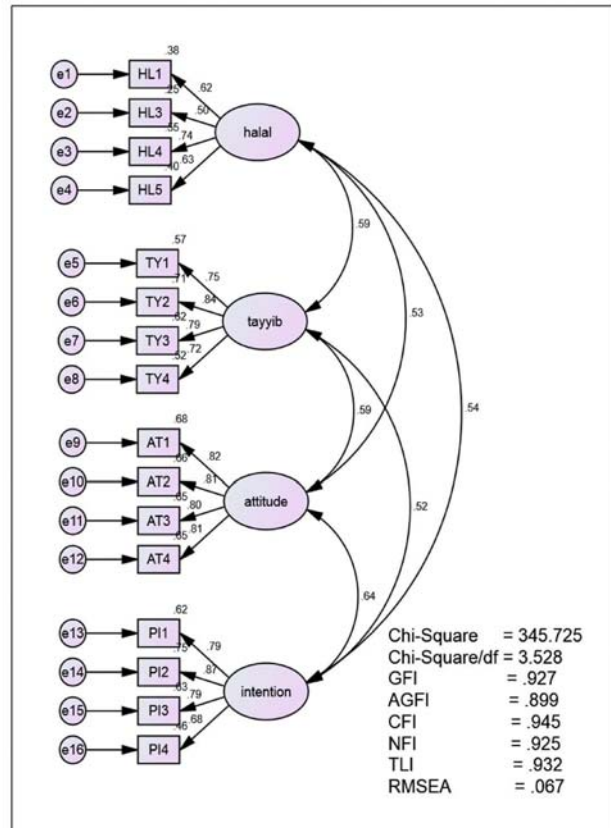 .38
e1 HL1 .62
.25
e2 HL3 .50
.55
e3 HL4 .74 halal
.40
e4 HL5 .63
.59
.57
e5 TY1 .75
.71
e6 TY2 .84 tayyib
.62
e7 TY3 .79
.52
e8 TY4 .72
.53
.59
.54
.68
e9 AT1 .82
.66
e10 AT2 .81 attitude
.65
e11 AT3 .80
.65
e12 AT4 .81
.52
.64
.62
e13 PI1 .79
.75
e14 PI2 .87 intention
.63
e15 PI3 .79
.46
e16 PI4 .68
Chi-Square = 345.725
Chi-Square/df = 3.528
GFI = .927
AGFI = .899
CFI = .945
NFI = .925
TLI = .932
RMSEA = .067